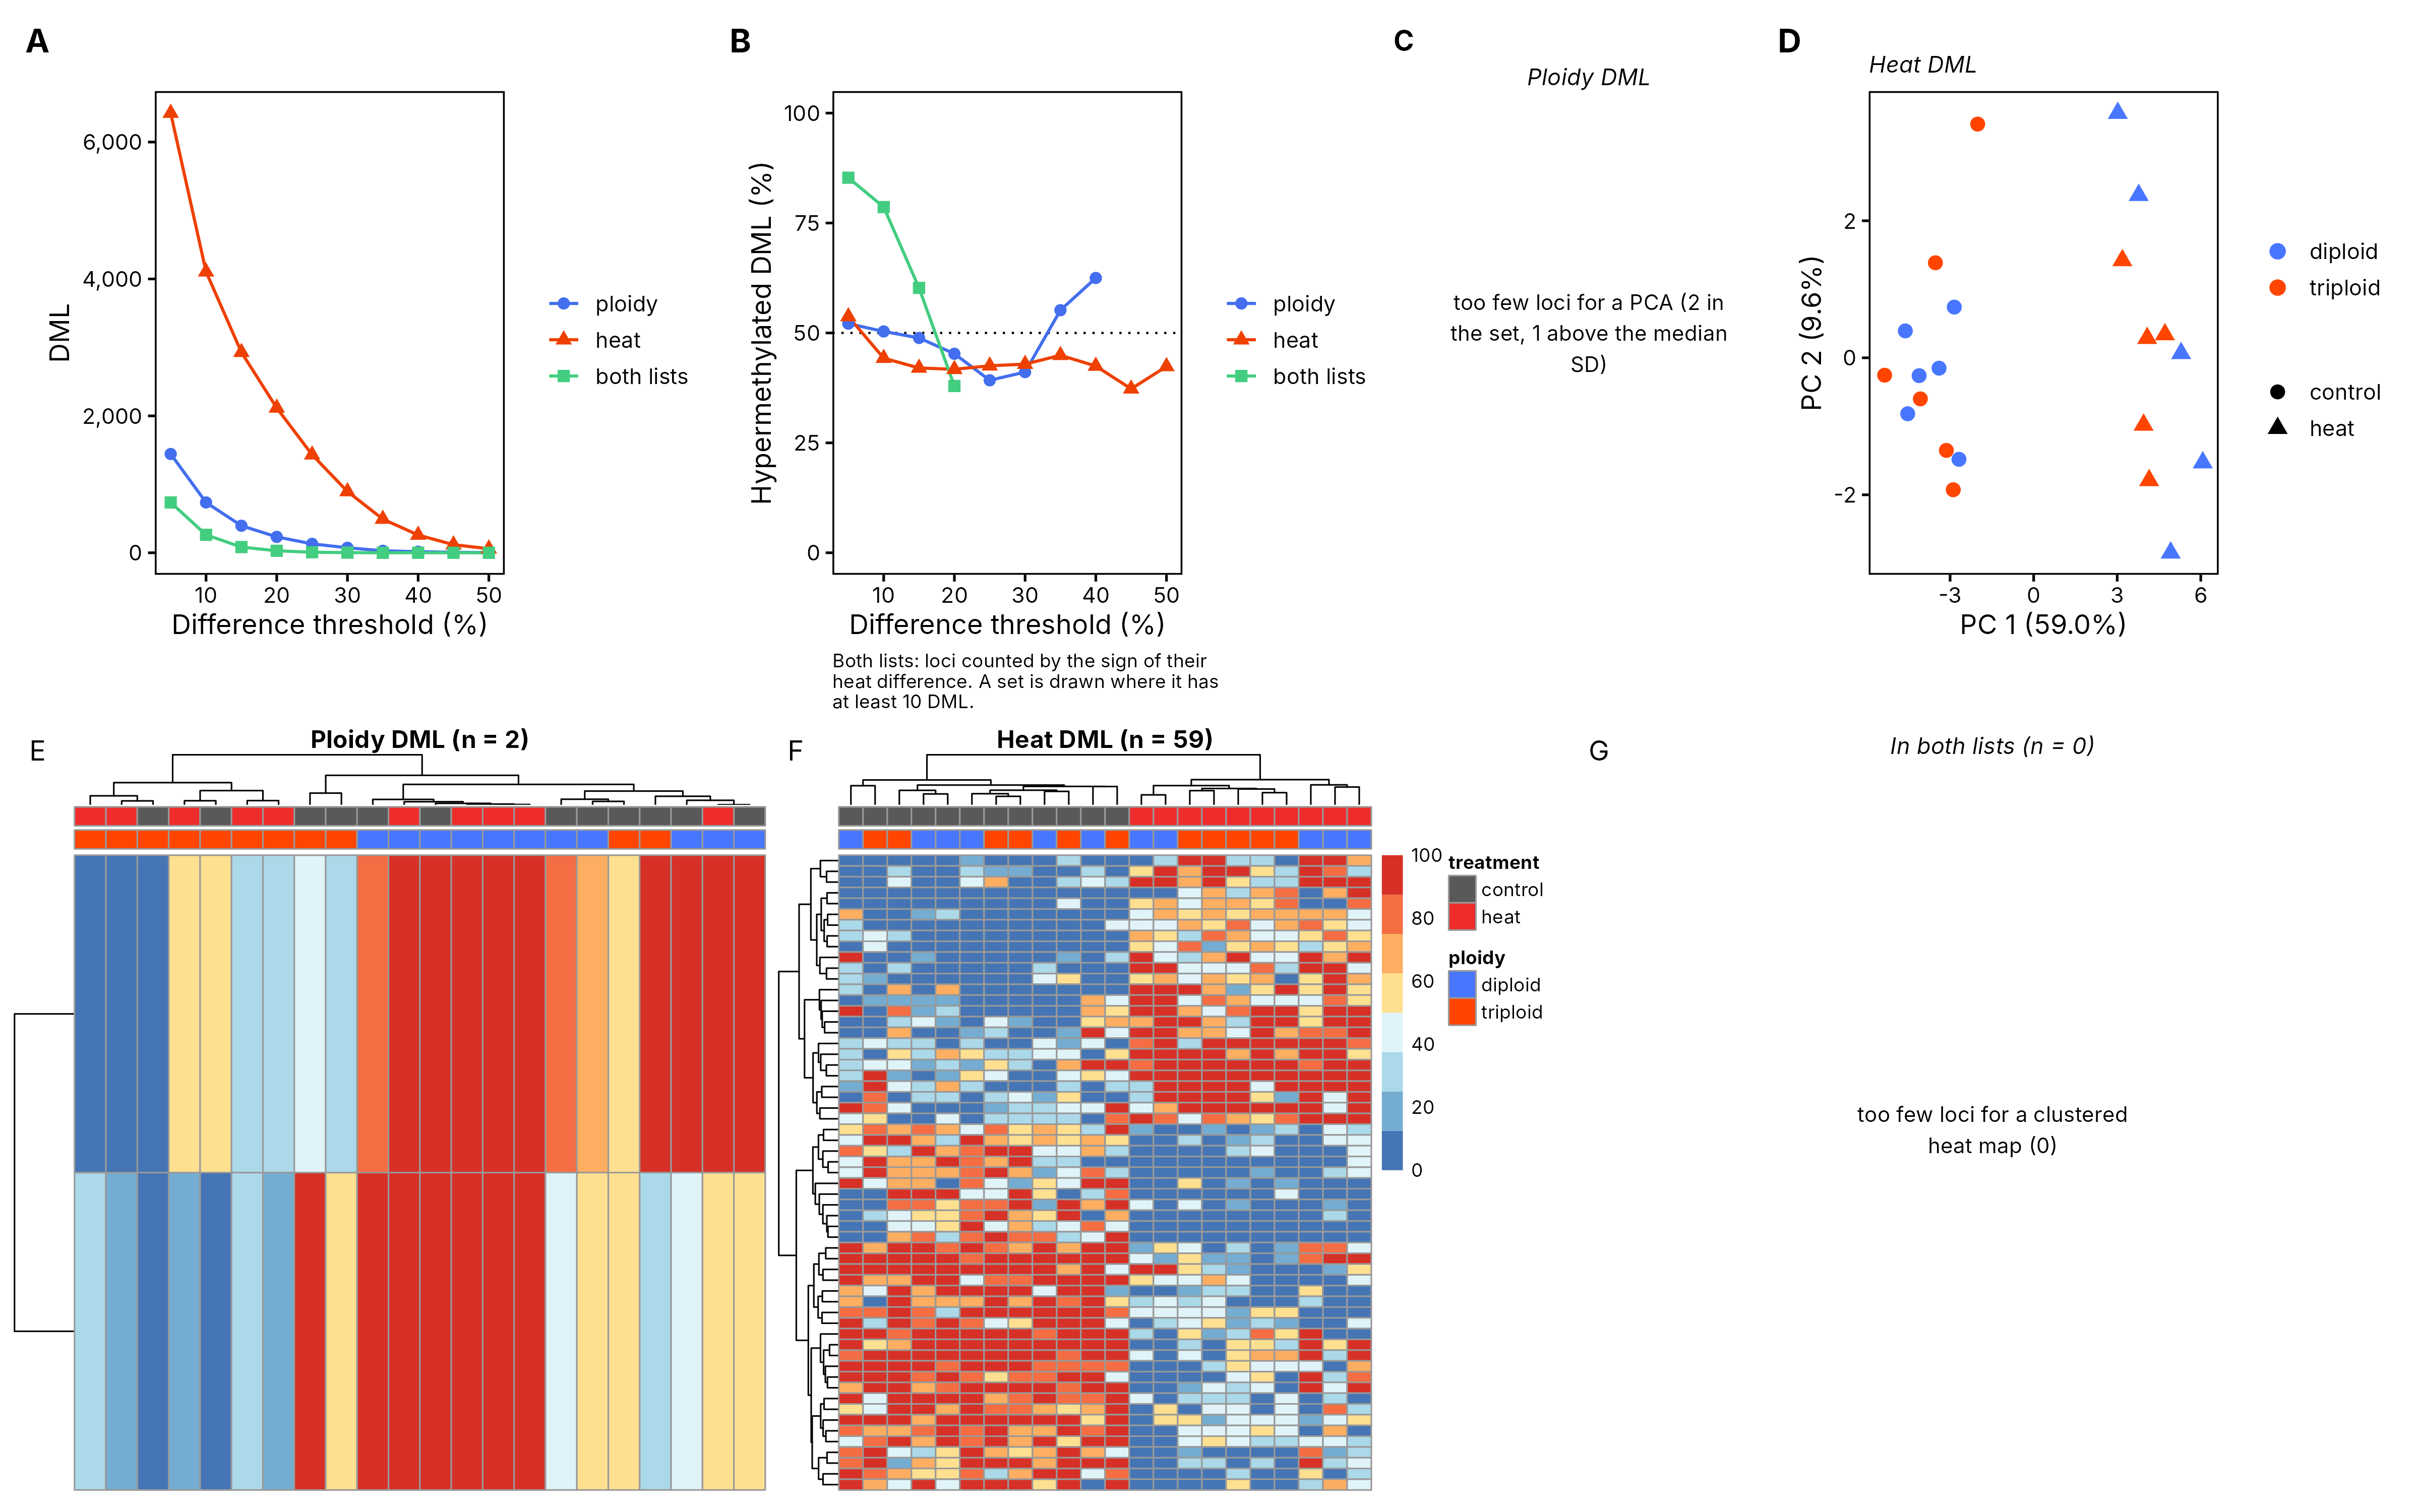 A
6,000
4,000
2,000
0
DML
10 20 30 40 50
Difference threshold (%)
ploidy
heat
both lists
B
100
75
50
25
0
Hypermethylated DML (%)
10 20 30 40 50
Difference threshold (%)
Both lists: loci counted by the sign of their
heat difference. A set is drawn where it has
at least 10 DML.
ploidy
heat
both lists
C
Ploidy DML
too few loci for a PCA (2 in
the set, 1 above the median
SD)
D
Heat DML
2
0
-2
PC 2 (9.6%)
-3 0 3 6
PC 1 (59.0%)
diploid
triploid
control
heat
E
Ploidy DML (n = 2)
F
Heat DML (n = 59)
100
80
60
40
20
0
treatment
control
heat
ploidy
diploid
triploid
G
In both lists (n = 0)
too few loci for a clustered
heat map (0)